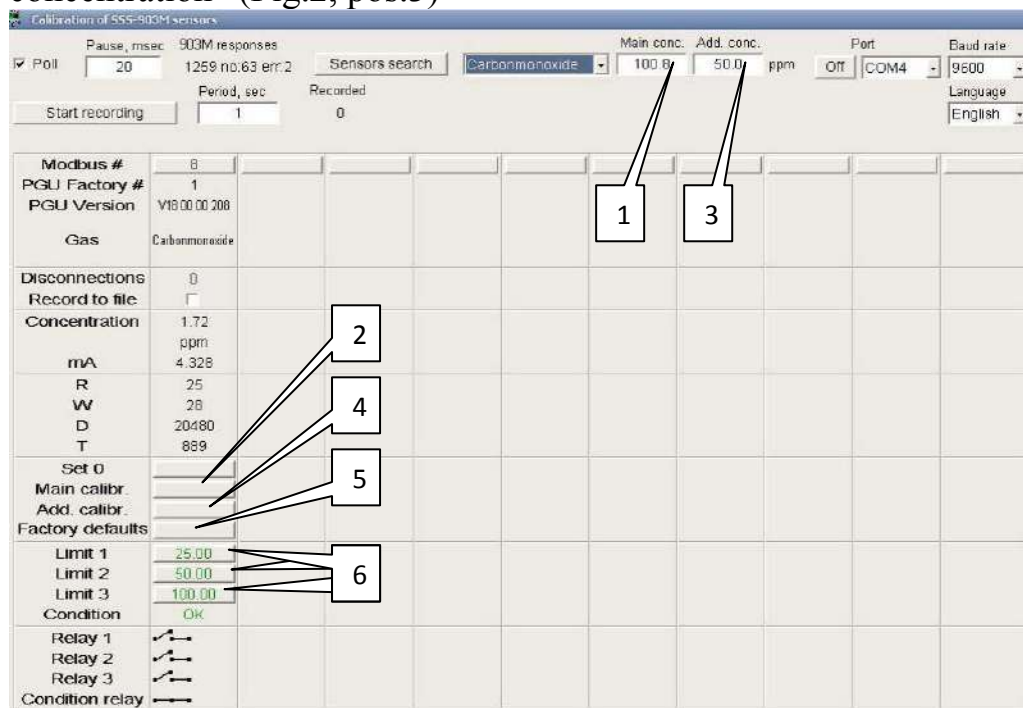 concentration" (Fig.2, pos.3)
Calibration of SSS-903M sensors
Pause, msec 903M responses Main conc. Add. conc. Port Baud rate
Poll 20 1259 no:63 err:2 Sensors search Carbonmonoxide 100.8 50.0 ppm Off COM4 9600
Period, sec Recorded Language
Start recording 1 0 English
Modbus # 8
PGU Factory # 1
PGU Version V18.00.00.208
1 3
Gas Carbonmonoxide
Disconnections 0
Record to file
Concentration 1.72
ppm
2
mA 4.328
R 25
W 28
4
D 20480
T 889
Set 0
5
Main calibr.
Add. calibr.
Factory defaults
Limit 1 25.00
Limit 2 50.00
6
Limit 3 100.00
Condition OK
Relay 1
Relay 2
Relay 3
Condition relay